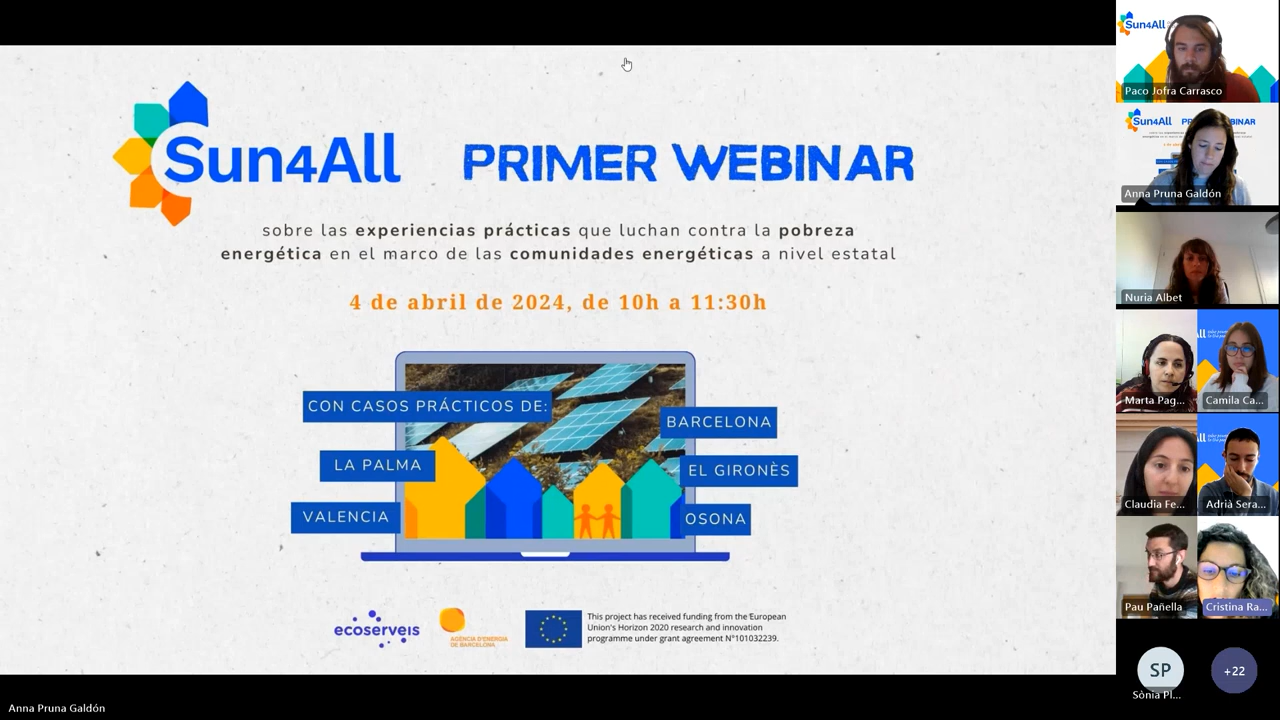 Sun4All
PRIMER WEBINAR
sobre las experiencias prácticas que luchan contra la pobreza
energética en el marco de las comunidades energéticas a nivel estatal
4 de abril de 2024, de 10h a 11:30h
CON CASOS PRÁCTICOS DE:
BARCELONA
LA PALMA
EL GIRONÈS
VALENCIA
OSONA
ecoserveis
AGÈNCIA D'ENERGIA
DE BARCELONA
This project has received funding from the European
Union's Horizon 2020 research and innovation
programme under grant agreement N°101032239.
Anna Pruna Galdón
Sun4All
Paco Jofra Carrasco
Sun4All
Anna Pruna Galdón
Nuria Albet
Marta Pag...
Camila Ca...
Claudia Fe...
Adrià Sera...
Pau Pañella
Cristina Ra...
SP
Sònia Pl...
+22